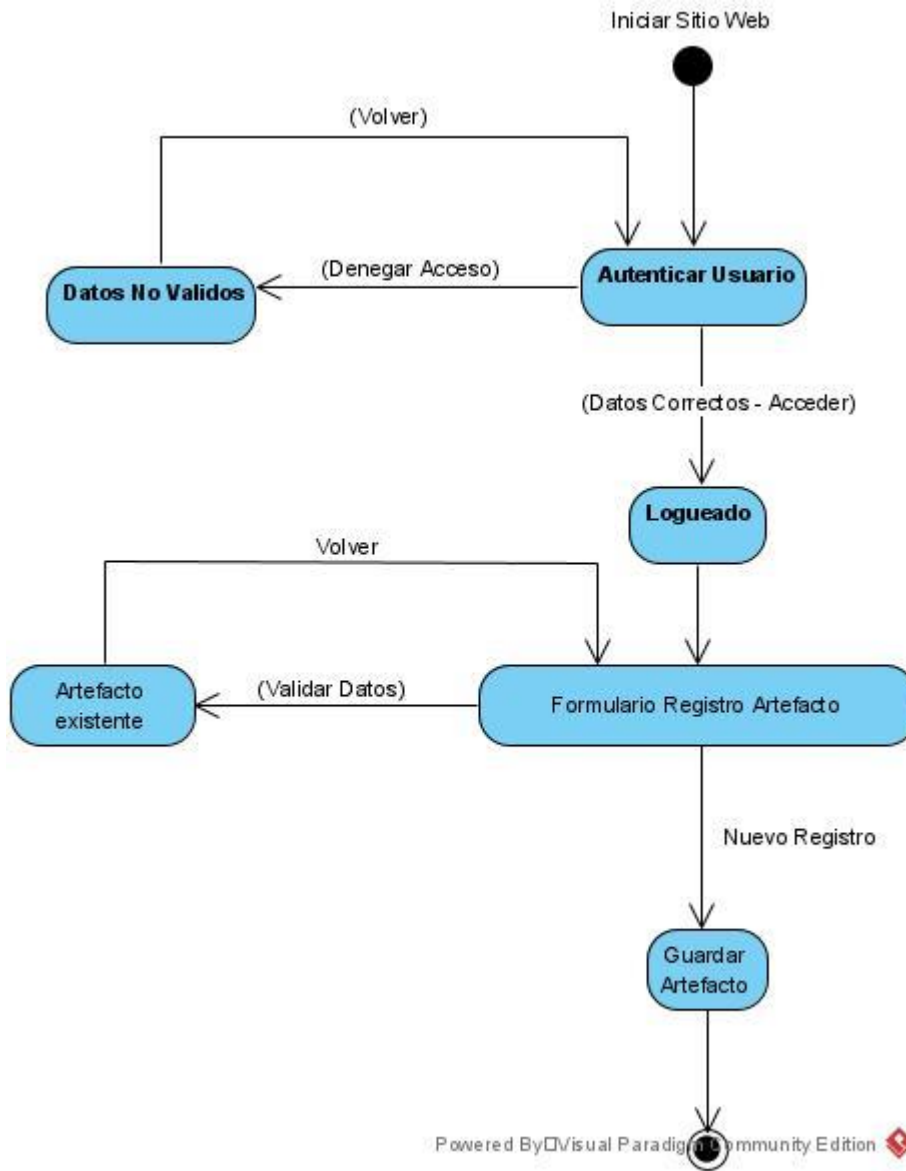 Iniciar Sitio Web
(Volver)
(Denegar Acceso)
Datos No Validos
Autenticar Usuario
(Datos Correctos - Acceder)
Logueado
Volver
Artefacto
existente
(Validar Datos)
Formulario Registro Artefacto
Nuevo Registro
Guardar
Artefacto
Powered By□Visual Paradigm Community Edition